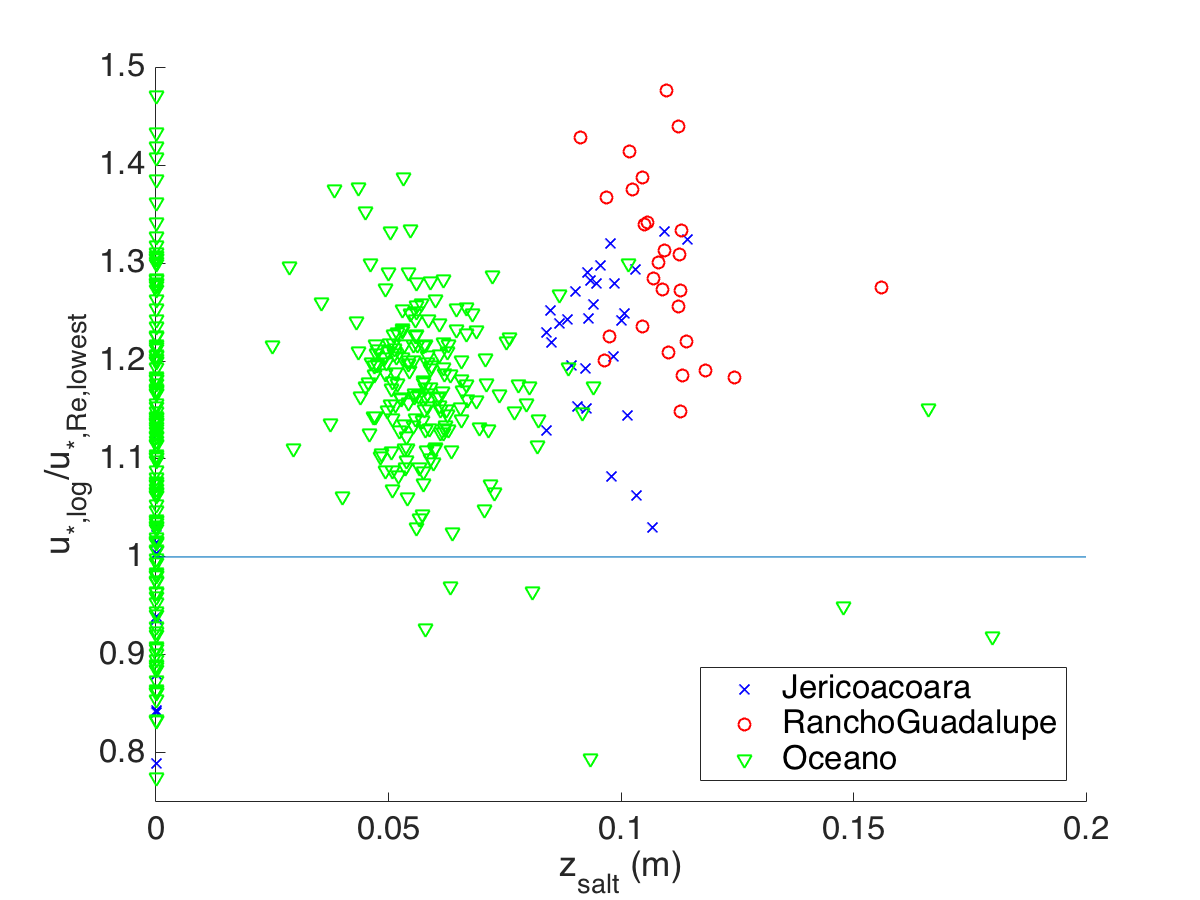 1.5
1.4
1.3
1.2
1.1
1
0.9
0.8
u*,log/u*,Re,lowest
Jericoacoara
RanchoGuadalupe
Oceano
0 0.05 0.1 0.15 0.2
zsalt (m)